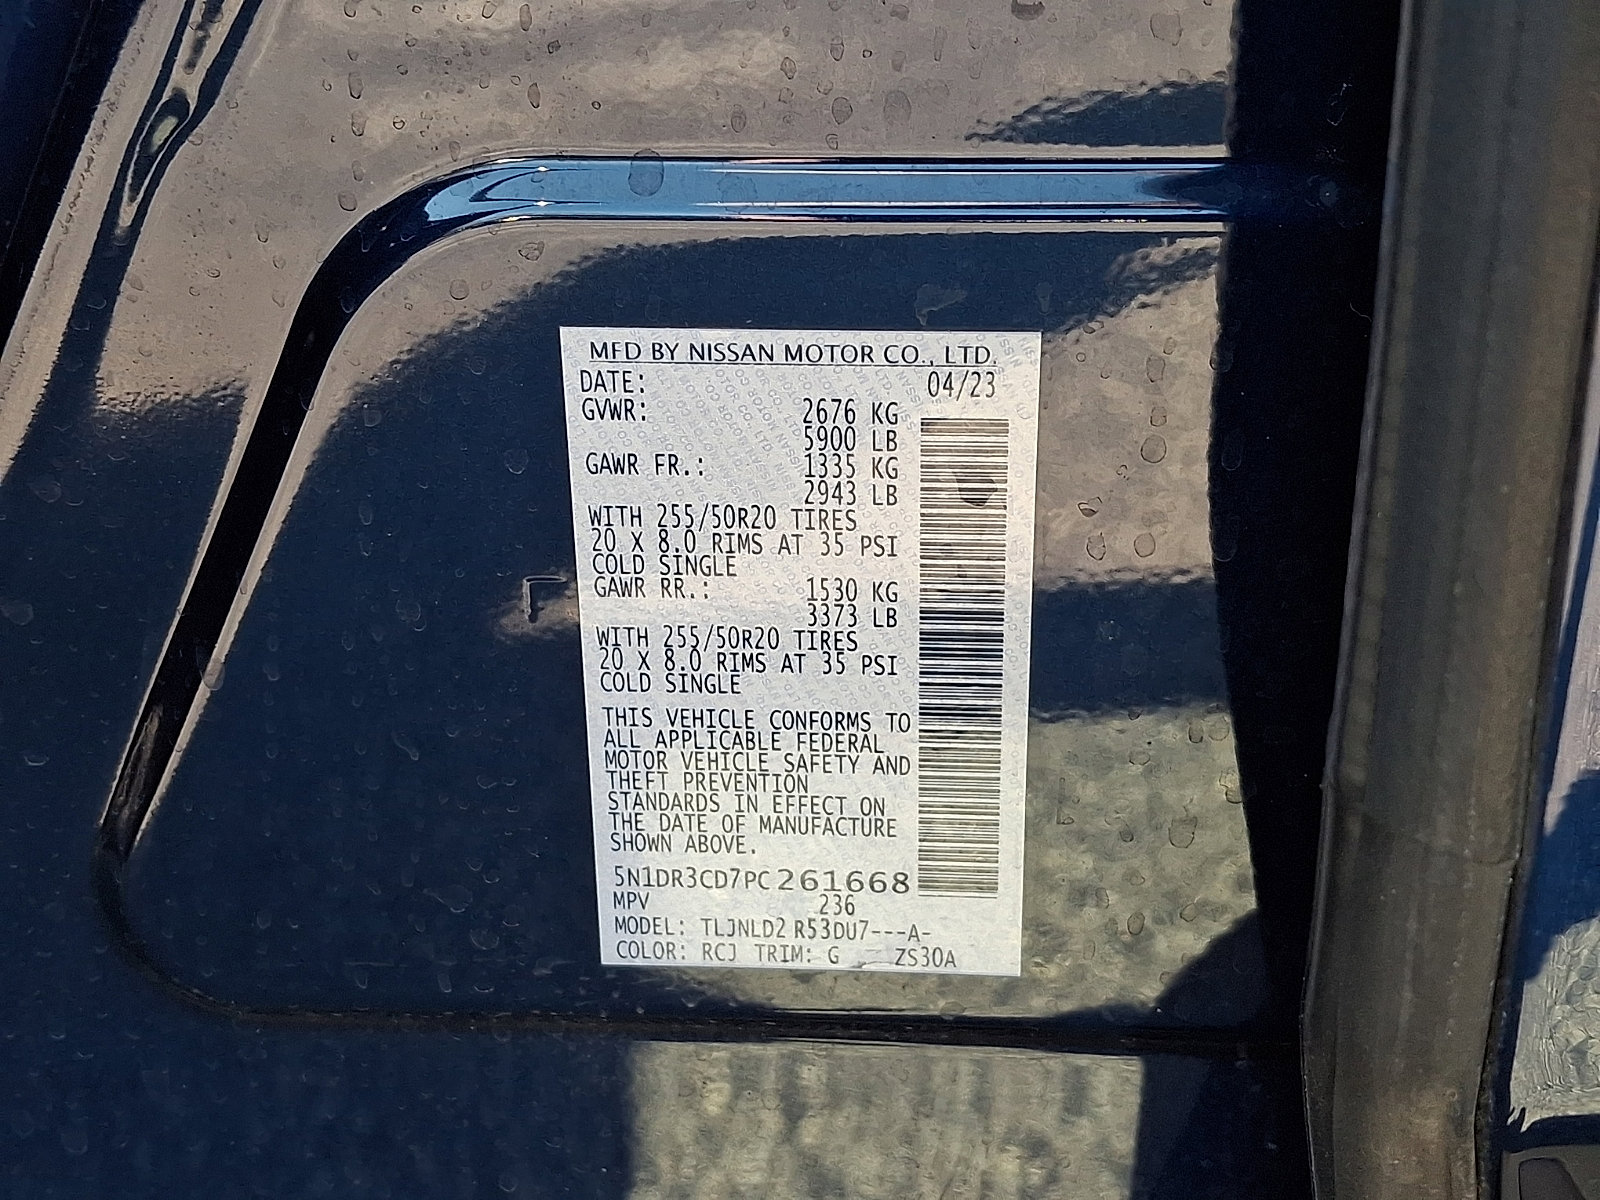 MFD BY NISSAN MOTOR CO., LTD.
DATE: 04/23
GVWR: 2676 KG
5900 LB
GAWR FR.: 1335 KG
2943 LB
WITH 255/50R20 TIRES
20 X 8.0 RIMS AT 35 PSI
COLD SINGLE
GAWR RR.: 1530 KG
3373 LB
WITH 255/50R20 TIRES
20 X 8.0 RIMS AT 35 PSI
COLD SINGLE
THIS VEHICLE CONFORMS TO
ALL APPLICABLE FEDERAL
MOTOR VEHICLE SAFETY AND
THEFT PREVENTION
STANDARDS IN EFFECT ON
THE DATE OF MANUFACTURE
SHOWN ABOVE.
5N1DR3CD7PC261668
MPV 236
MODEL: TLJNLD2 R53DU7---A-
COLOR: RCJ TRIM: G ZS30A